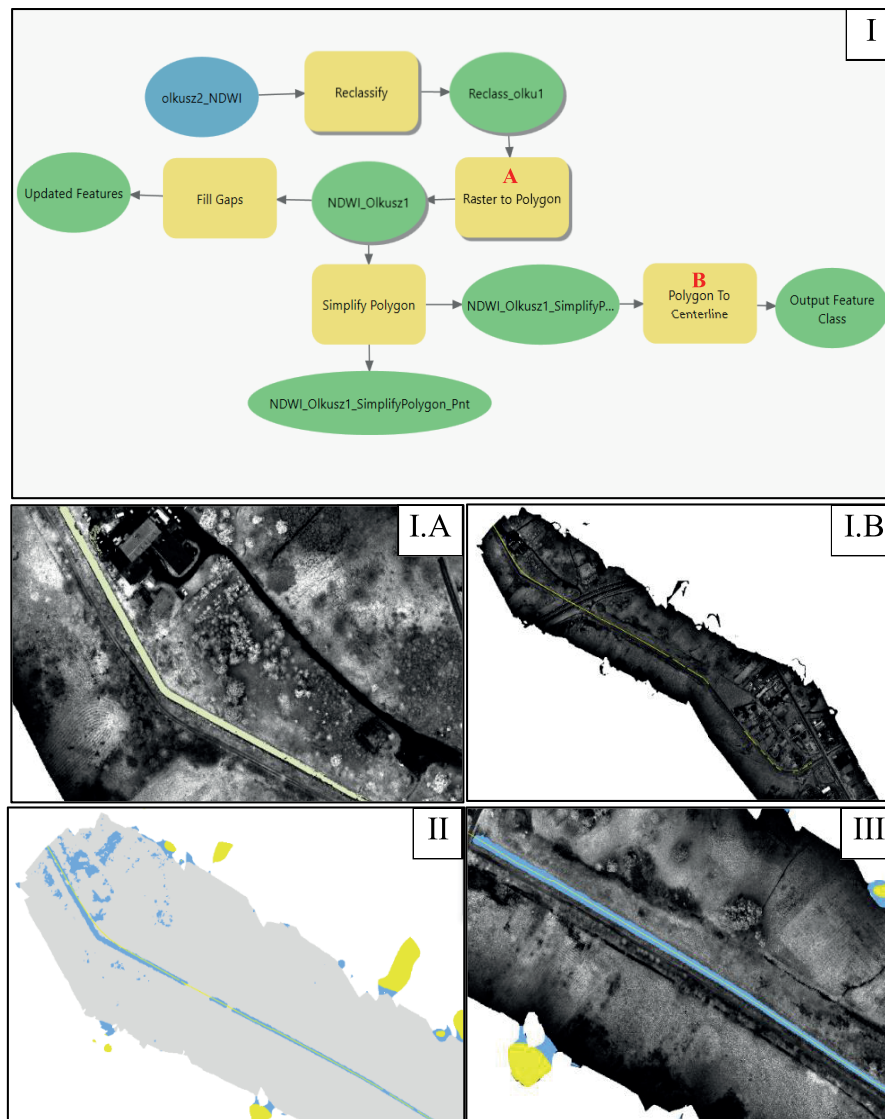 I
olkusz2_NDWI
Reclassify
Reclass_olku1
Updated Features
Fill Gaps
NDWI_Olkusz1
A
Raster to Polygon
Simplify Polygon
NDWI_Olkusz1_SimplifyP...
B
Polygon To
Centerline
Output Feature
Class
NDWI_Olkusz1_SimplifyPolygon_Pnt
I.A
I.B
II
III